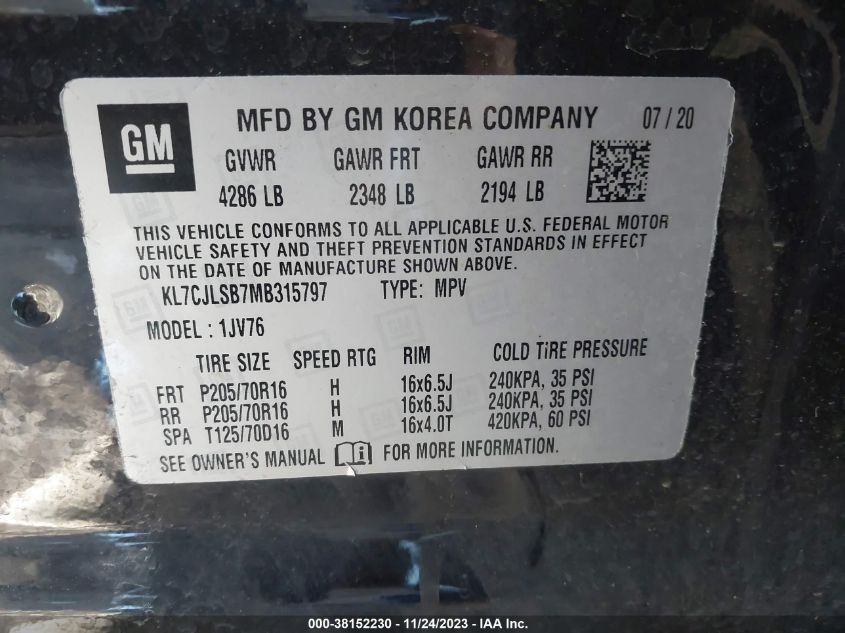 GM
MFD BY GM KOREA COMPANY 07/20
GVWR GAWR FRT GAWR RR
4286 LB 2348 LB 2194 LB
THIS VEHICLE CONFORMS TO ALL APPLICABLE U.S. FEDERAL MOTOR
VEHICLE SAFETY AND THEFT PREVENTION STANDARDS IN EFFECT
ON THE DATE OF MANUFACTURE SHOWN ABOVE.
KL7CJLSB7MB315797 TYPE: MPV
MODEL : 1JV76
TIRE SIZE SPEED RTG RIM COLD TIRE PRESSURE
FRT P205/70R16 H 16x6.5J 240KPA, 35 PSI
RR P205/70R16 H 16x6.5J 240KPA, 35 PSI
SPA T125/70D16 M 16x4.0T 420KPA, 60 PSI
SEE OWNER'S MANUAL FOR MORE INFORMATION.
000-38152230 - 11/24/2023 - IAA Inc.